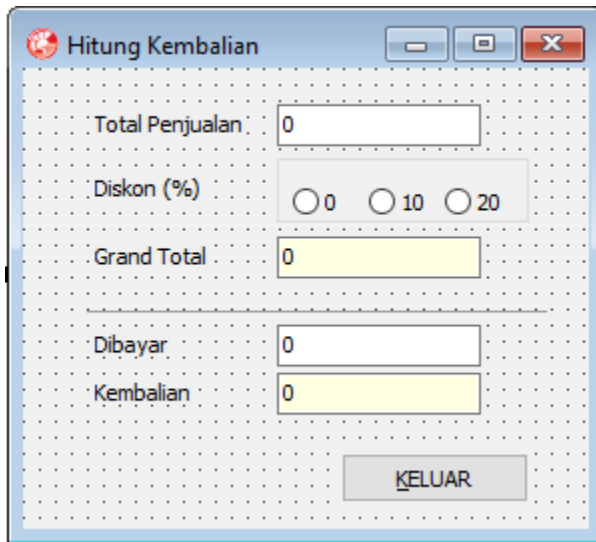 Hitung Kembalian
Total Penjualan 0
Diskon (%) 0 10 20
Grand Total 0
Dibayar 0
Kembalian 0
KELUAR